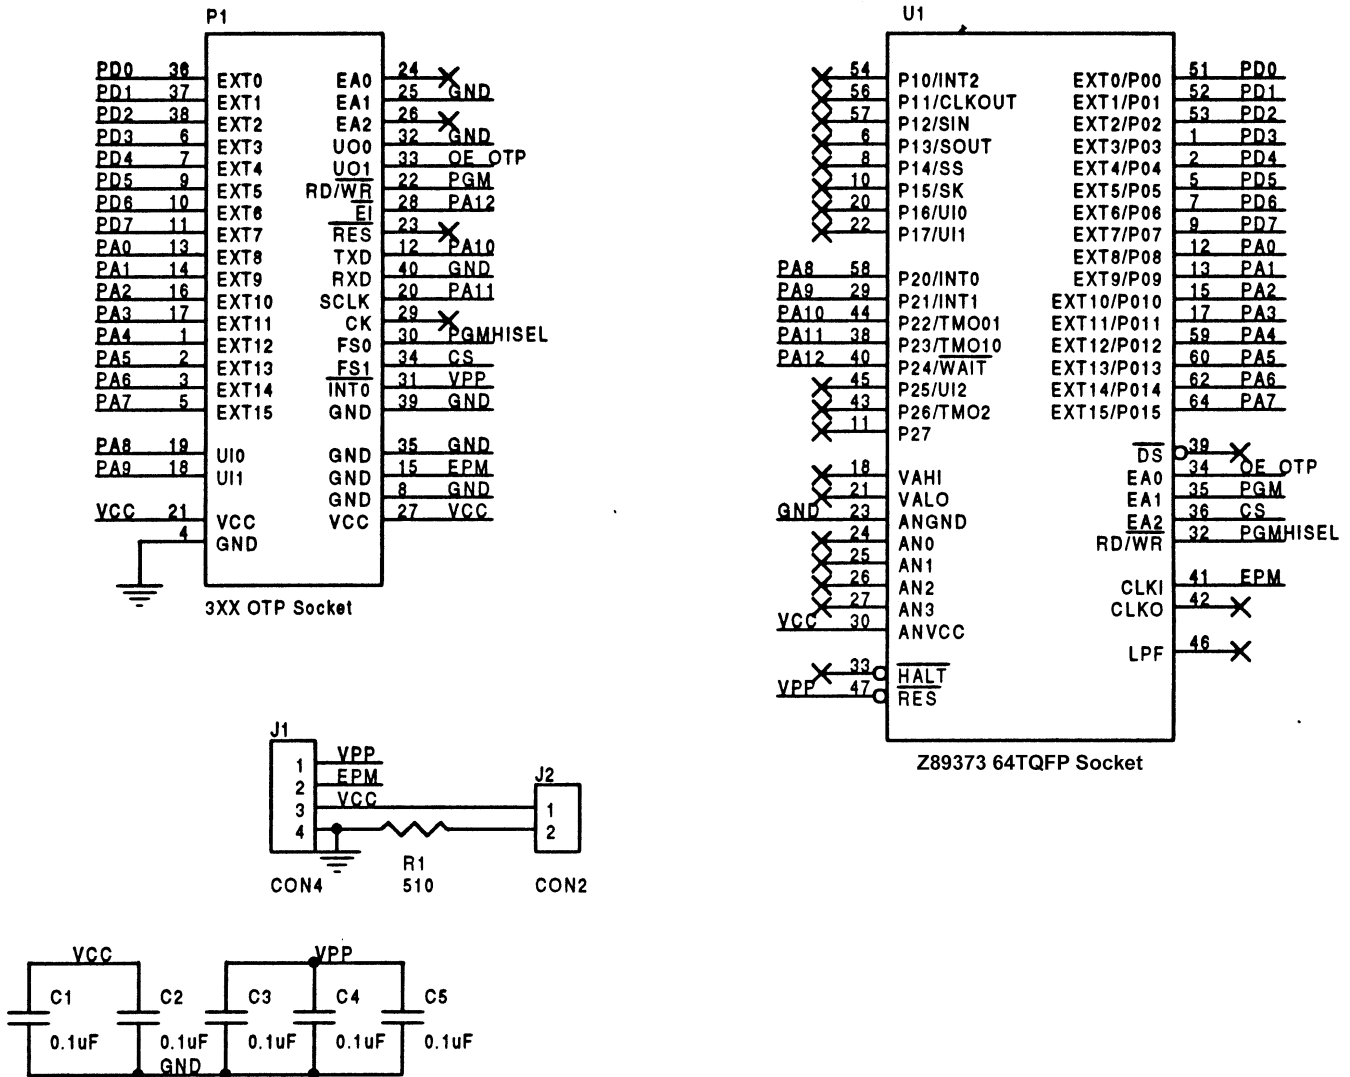 P1
PD0 36 EXT0 EA0 24
PD1 37 EXT1 EA1 25 GND
PD2 38 EXT2 EA2 26
PD3 6 EXT3 UO0 32 GND
PD4 7 EXT4 UO1 33 OE_OTP
PD5 9 EXT5 RD/WR 22 PGM
PD6 10 EXT6 EI 28 PA12
PD7 11 EXT7 RES 23
PA0 13 EXT8 TXD 12 PA10
PA1 14 EXT9 RXD 40 GND
PA2 16 EXT10 SCLK 20 PA11
PA3 17 EXT11 CK 29
PA4 1 EXT12 FS0 30 PGMHISEL
PA5 2 EXT13 FS1 34 CS
PA6 3 EXT14 INT0 31 VPP
PA7 5 EXT15 GND 39 GND
PA8 19 UI0 GND 35 GND
PA9 18 UI1 GND 15 EPM
GND 8 GND
VCC 21 VCC VCC 27 VCC
4 GND
3XX OTP Socket
U1
54 P10/INT2 EXT0/P00 51 PD0
56 P11/CLKOUT EXT1/P01 52 PD1
57 P12/SIN EXT2/P02 53 PD2
6 P13/SOUT EXT3/P03 1 PD3
8 P14/SS EXT4/P04 2 PD4
10 P15/SK EXT5/P05 5 PD5
20 P16/UI0 EXT6/P06 7 PD6
22 P17/UI1 EXT7/P07 9 PD7
EXT8/P08 12 PA0
PA8 58 P20/INT0 EXT9/P09 13 PA1
PA9 29 P21/INT1 EXT10/P010 15 PA2
PA10 44 P22/TMO01 EXT11/P011 17 PA3
PA11 38 P23/TMO10 EXT12/P012 59 PA4
PA12 40 P24/WAIT EXT13/P013 60 PA5
45 P25/UI2 EXT14/P014 62 PA6
43 P26/TMO2 EXT15/P015 64 PA7
11 P27
DS 39
18 VAHI EA0 34 OE_OTP
21 VALO EA1 35 PGM
GND 23 ANGND EA2 36 CS
24 AN0 RD/WR 32 PGMHISEL
25 AN1
26 AN2 CLKI 41 EPM
27 AN3 CLKO 42
VCC 30 ANVCC
LPF 46
33 HALT
VPP 47 RES
Z89373 64TQFP Socket
J1
1 VPP
2 EPM
3 VCC
4
CON4
R1
510
J2
1
2
CON2
VCC VPP
C1 C2 C3 C4 C5
0.1uF 0.1uF 0.1uF 0.1uF 0.1uF
GND